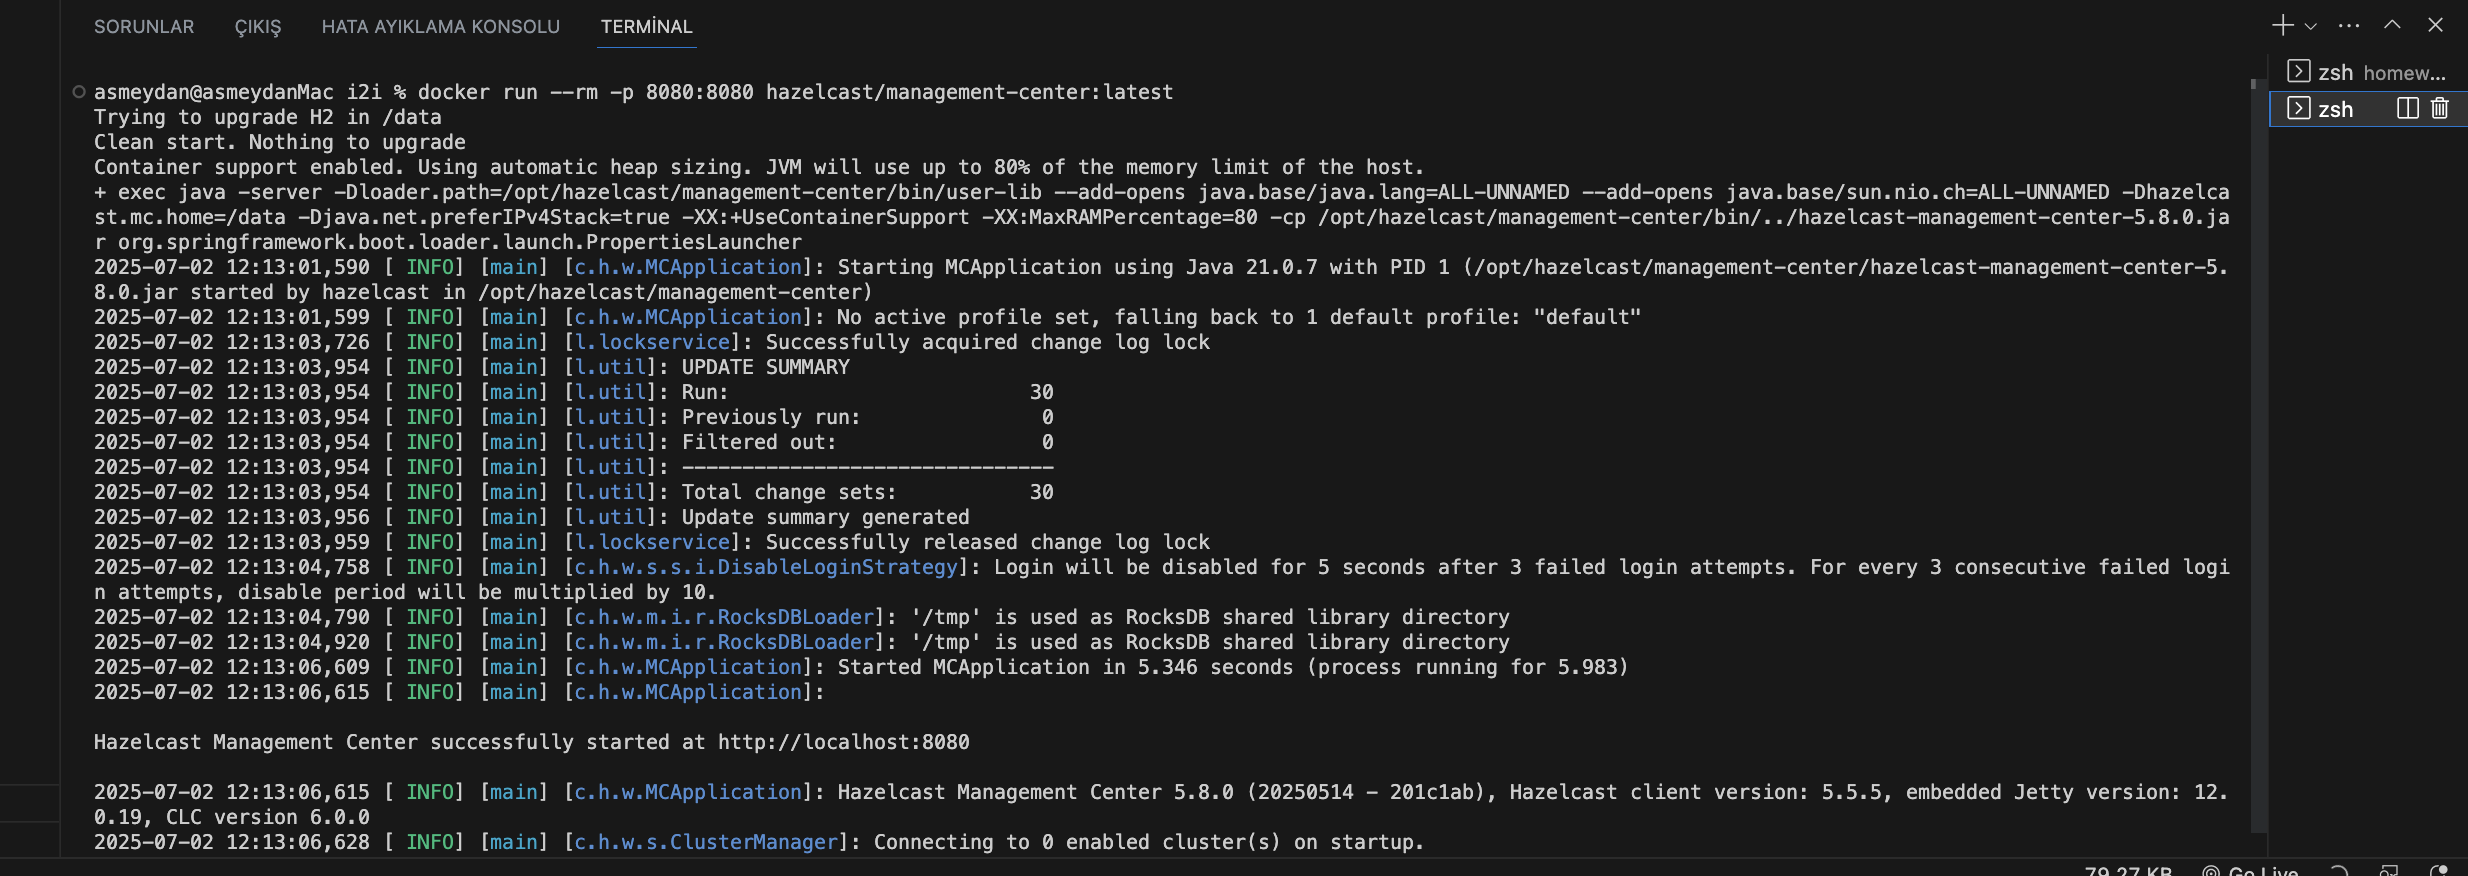 SORUNLAR ÇIKIŞ HATA AYIKLAMA KONSOLU TERMİNAL
zsh homew...
zsh
asmeydan@asmeydanMac i2i % docker run --rm -p 8080:8080 hazelcast/management-center:latest
Trying to upgrade H2 in /data
Clean start. Nothing to upgrade
Container support enabled. Using automatic heap sizing. JVM will use up to 80% of the memory limit of the host.
+ exec java -server -Dloader.path=/opt/hazelcast/management-center/bin/user-lib --add-opens java.base/java.lang=ALL-UNNAMED --add-opens java.base/sun.nio.ch=ALL-UNNAMED -Dhazelca
st.mc.home=/data -Djava.net.preferIPv4Stack=true -XX:+UseContainerSupport -XX:MaxRAMPercentage=80 -cp /opt/hazelcast/management-center/bin/../hazelcast-management-center-5.8.0.ja
r org.springframework.boot.loader.launch.PropertiesLauncher
2025-07-02 12:13:01,590 [ INFO] [main] [c.h.w.MCApplication]: Starting MCApplication using Java 21.0.7 with PID 1 (/opt/hazelcast/management-center/hazelcast-management-center-5.
8.0.jar started by hazelcast in /opt/hazelcast/management-center)
2025-07-02 12:13:01,599 [ INFO] [main] [c.h.w.MCApplication]: No active profile set, falling back to 1 default profile: "default"
2025-07-02 12:13:03,726 [ INFO] [main] [l.lockservice]: Successfully acquired change log lock
2025-07-02 12:13:03,954 [ INFO] [main] [l.util]: UPDATE SUMMARY
2025-07-02 12:13:03,954 [ INFO] [main] [l.util]: Run:                         30
2025-07-02 12:13:03,954 [ INFO] [main] [l.util]: Previously run:               0
2025-07-02 12:13:03,954 [ INFO] [main] [l.util]: Filtered out:                 0
2025-07-02 12:13:03,954 [ INFO] [main] [l.util]: -------------------------------
2025-07-02 12:13:03,954 [ INFO] [main] [l.util]: Total change sets:           30
2025-07-02 12:13:03,956 [ INFO] [main] [l.util]: Update summary generated
2025-07-02 12:13:03,959 [ INFO] [main] [l.lockservice]: Successfully released change log lock
2025-07-02 12:13:04,758 [ INFO] [main] [c.h.w.s.s.i.DisableLoginStrategy]: Login will be disabled for 5 seconds after 3 failed login attempts. For every 3 consecutive failed logi
n attempts, disable period will be multiplied by 10.
2025-07-02 12:13:04,790 [ INFO] [main] [c.h.w.m.i.r.RocksDBLoader]: '/tmp' is used as RocksDB shared library directory
2025-07-02 12:13:04,920 [ INFO] [main] [c.h.w.m.i.r.RocksDBLoader]: '/tmp' is used as RocksDB shared library directory
2025-07-02 12:13:06,609 [ INFO] [main] [c.h.w.MCApplication]: Started MCApplication in 5.346 seconds (process running for 5.983)
2025-07-02 12:13:06,615 [ INFO] [main] [c.h.w.MCApplication]:
Hazelcast Management Center successfully started at http://localhost:8080
2025-07-02 12:13:06,615 [ INFO] [main] [c.h.w.MCApplication]: Hazelcast Management Center 5.8.0 (20250514 - 201c1ab), Hazelcast client version: 5.5.5, embedded Jetty version: 12.
0.19, CLC version 6.0.0
2025-07-02 12:13:06,628 [ INFO] [main] [c.h.w.s.ClusterManager]: Connecting to 0 enabled cluster(s) on startup.
79.27 KB Go Live